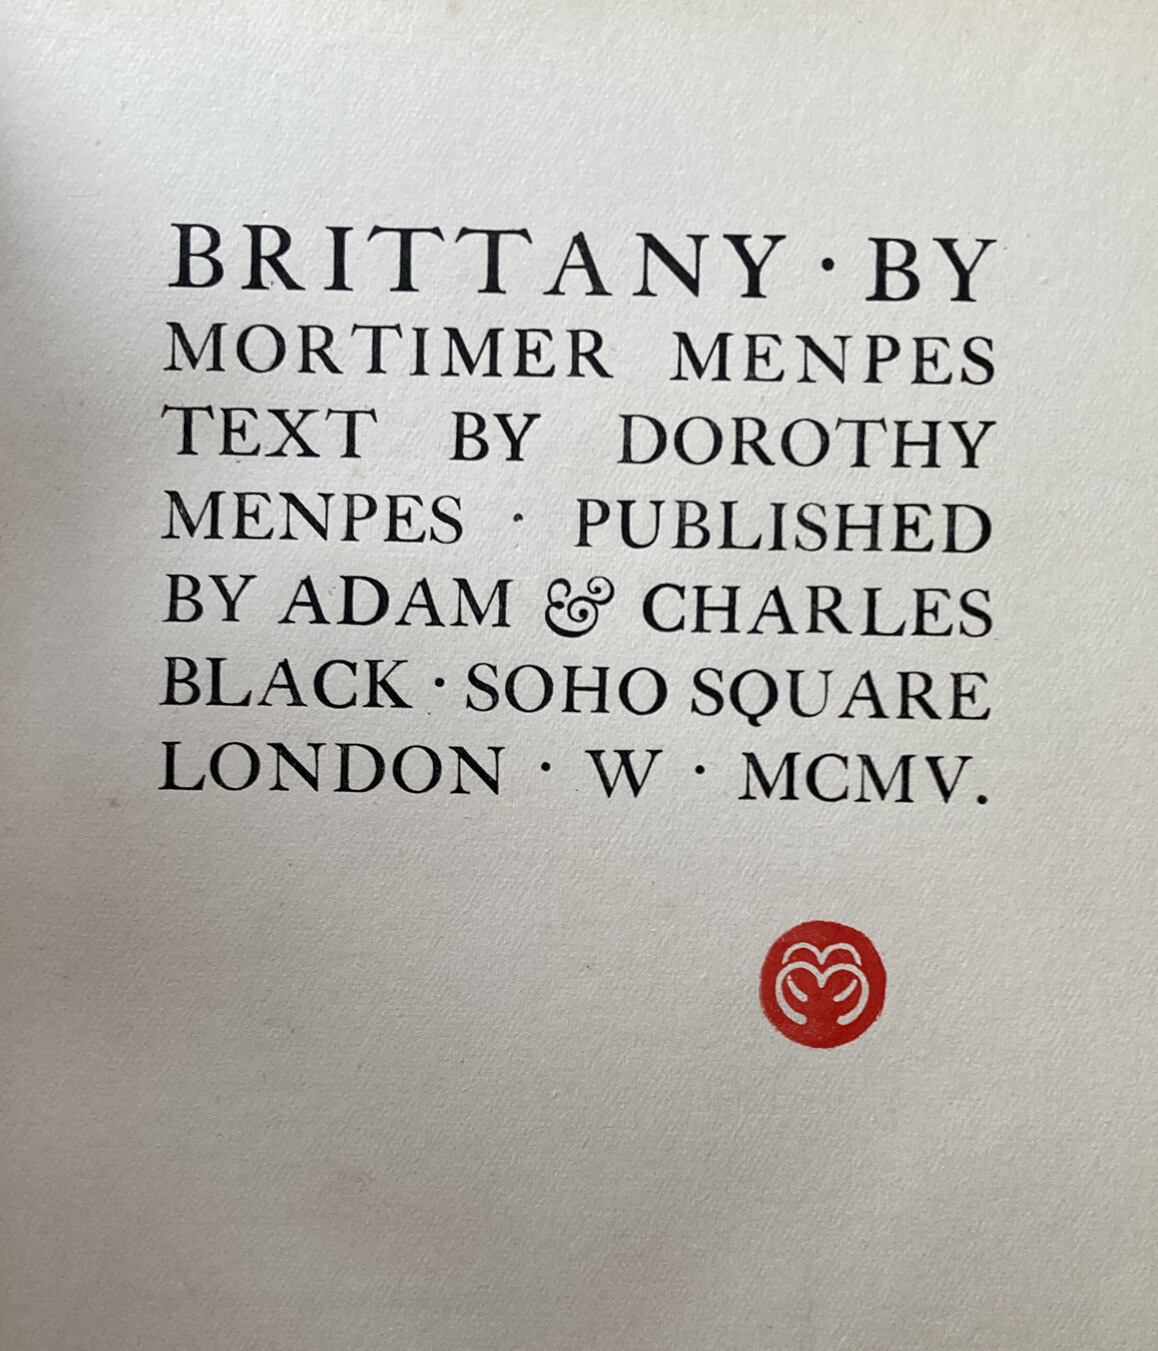 BRITTANY · BY
MORTIMER MENPES
TEXT BY DOROTHY
MENPES · PUBLISHED
BY ADAM & CHARLES
BLACK · SOHO SQUARE
LONDON · W · MCMV.